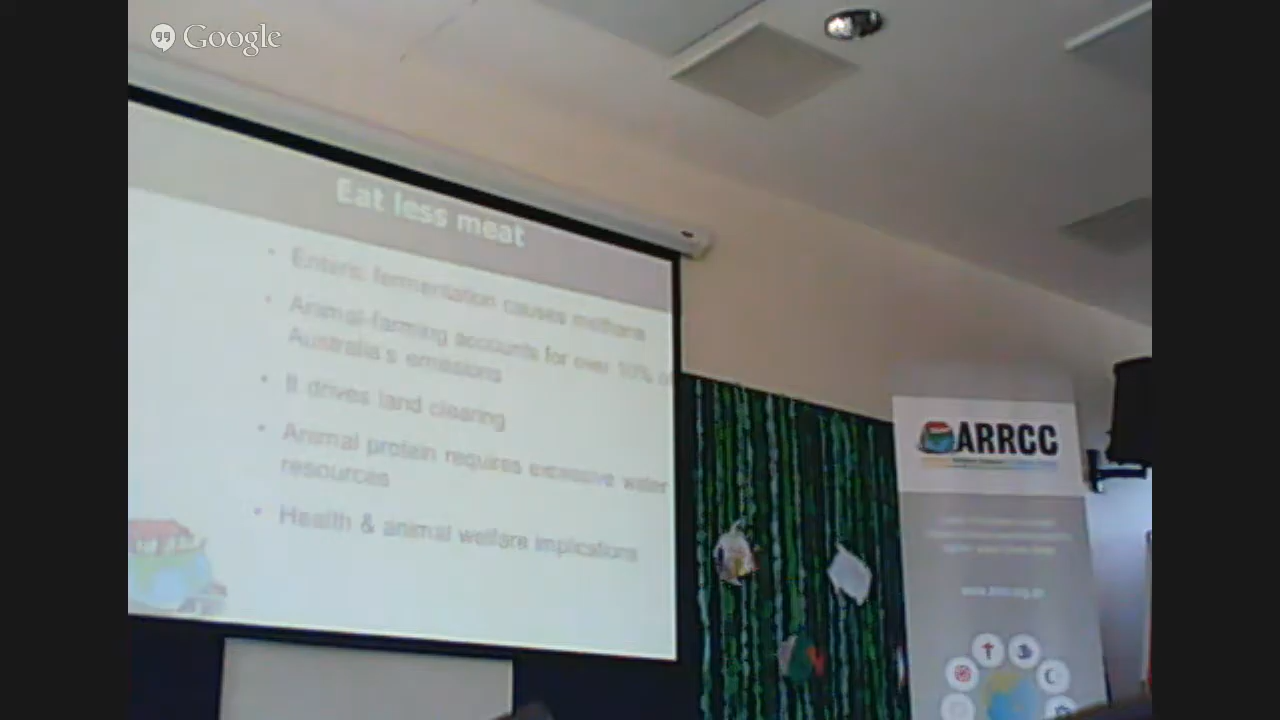 Google
Eat less meat
• Enteric fermentation causes methane
• Animal farming accounts for over 10% of
Australia's emissions
• It drives land clearing
• Animal protein requires extensive water
resources
• Health & animal welfare implications
ARRCC